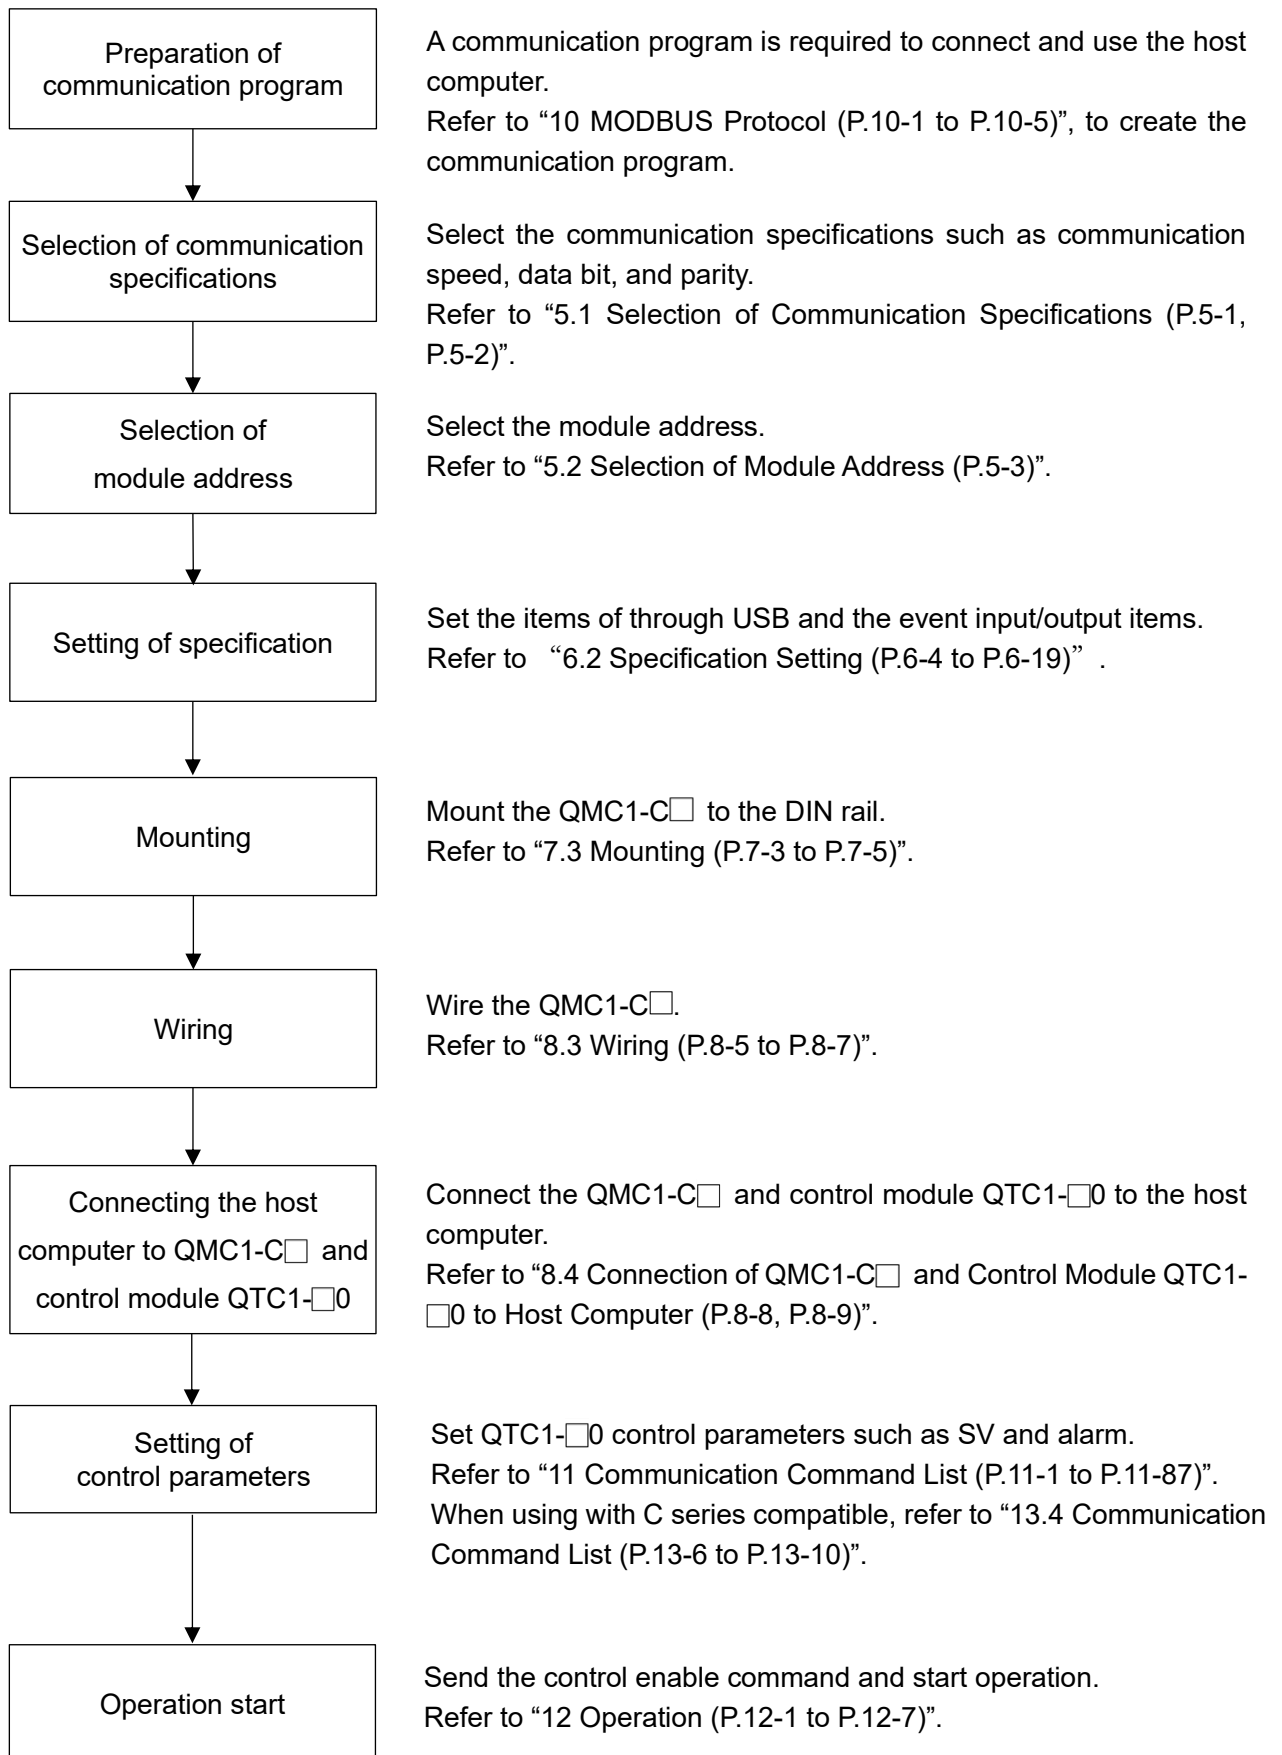 Preparation of
communication program
A communication program is required to connect and use the host
computer.
Refer to “10 MODBUS Protocol (P.10-1 to P.10-5)”, to create the
communication program.
Selection of communication
specifications
Select the communication specifications such as communication
speed, data bit, and parity.
Refer to “5.1 Selection of Communication Specifications (P.5-1,
P.5-2)”.
Selection of
module address
Select the module address.
Refer to “5.2 Selection of Module Address (P.5-3)”.
Setting of specification
Set the items of through USB and the event input/output items.
Refer to “6.2 Specification Setting (P.6-4 to P.6-19)”.
Mounting
Mount the QMC1-C□ to the DIN rail.
Refer to “7.3 Mounting (P.7-3 to P.7-5)”.
Wiring
Wire the QMC1-C□.
Refer to “8.3 Wiring (P.8-5 to P.8-7)”.
Connecting the host
computer to QMC1-C□ and
control module QTC1-□0
Connect the QMC1-C□ and control module QTC1-□0 to the host
computer.
Refer to “8.4 Connection of QMC1-C□ and Control Module QTC1-
□0 to Host Computer (P.8-8, P.8-9)”.
Setting of
control parameters
Set QTC1-□0 control parameters such as SV and alarm.
Refer to “11 Communication Command List (P.11-1 to P.11-87)”.
When using with C series compatible, refer to “13.4 Communication
Command List (P.13-6 to P.13-10)”.
Operation start
Send the control enable command and start operation.
Refer to “12 Operation (P.12-1 to P.12-7)”.